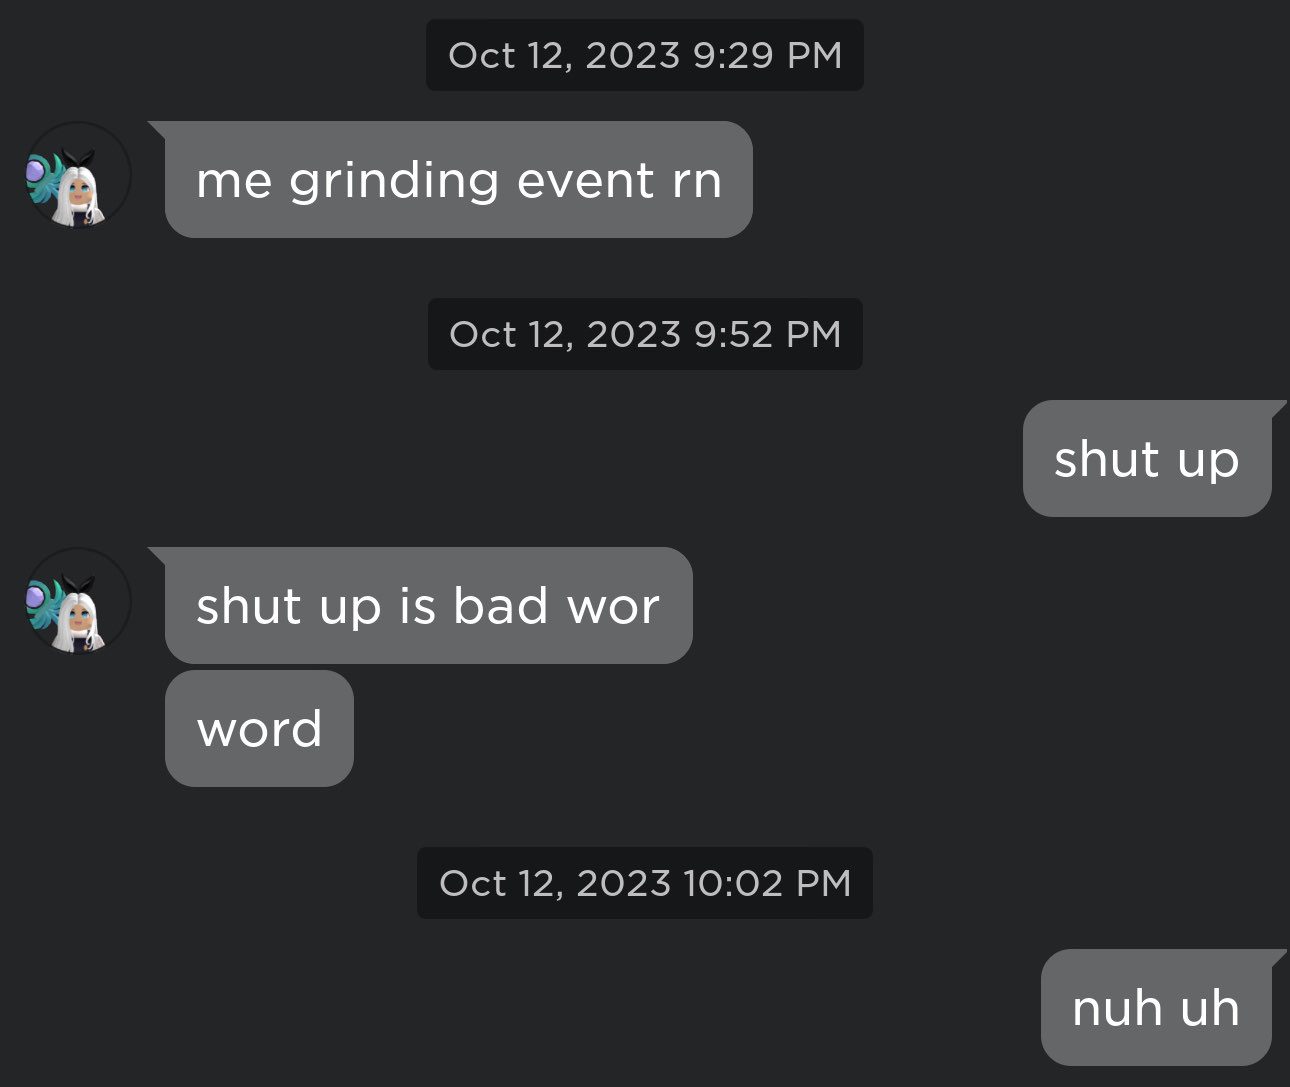 Oct 12, 2023 9:29 PM
me grinding event rn
Oct 12, 2023 9:52 PM
shut up
shut up is bad wor
word
Oct 12, 2023 10:02 PM
nuh uh